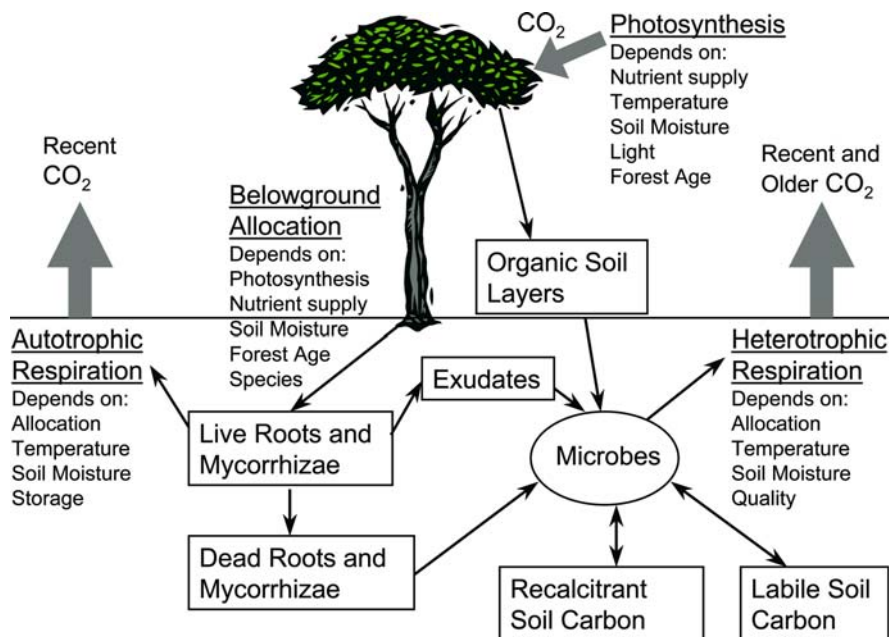 CO2
Photosynthesis
Depends on:
Nutrient supply
Temperature
Soil Moisture
Light
Forest Age
Recent
CO2
Recent and
Older CO2
Belowground
Allocation
Depends on:
Photosynthesis
Nutrient supply
Soil Moisture
Forest Age
Species
Organic Soil
Layers
Autotrophic
Respiration
Depends on:
Allocation
Temperature
Soil Moisture
Storage
Exudates
Heterotrophic
Respiration
Depends on:
Allocation
Temperature
Soil Moisture
Quality
Live Roots and
Mycorrhizae
Microbes
Dead Roots and
Mycorrhizae
Recalcitrant
Soil Carbon
Labile Soil
Carbon